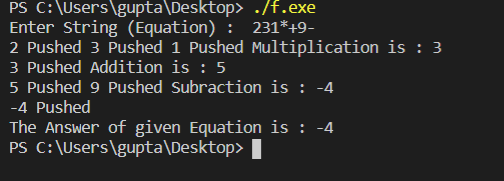 PS C:\Users\gupta\Desktop> ./f.exe
Enter String (Equation) :  231*+9-
2 Pushed 3 Pushed 1 Pushed Multiplication is : 3
3 Pushed Addition is : 5
5 Pushed 9 Pushed Subraction is : -4
-4 Pushed
The Answer of given Equation is : -4
PS C:\Users\gupta\Desktop>